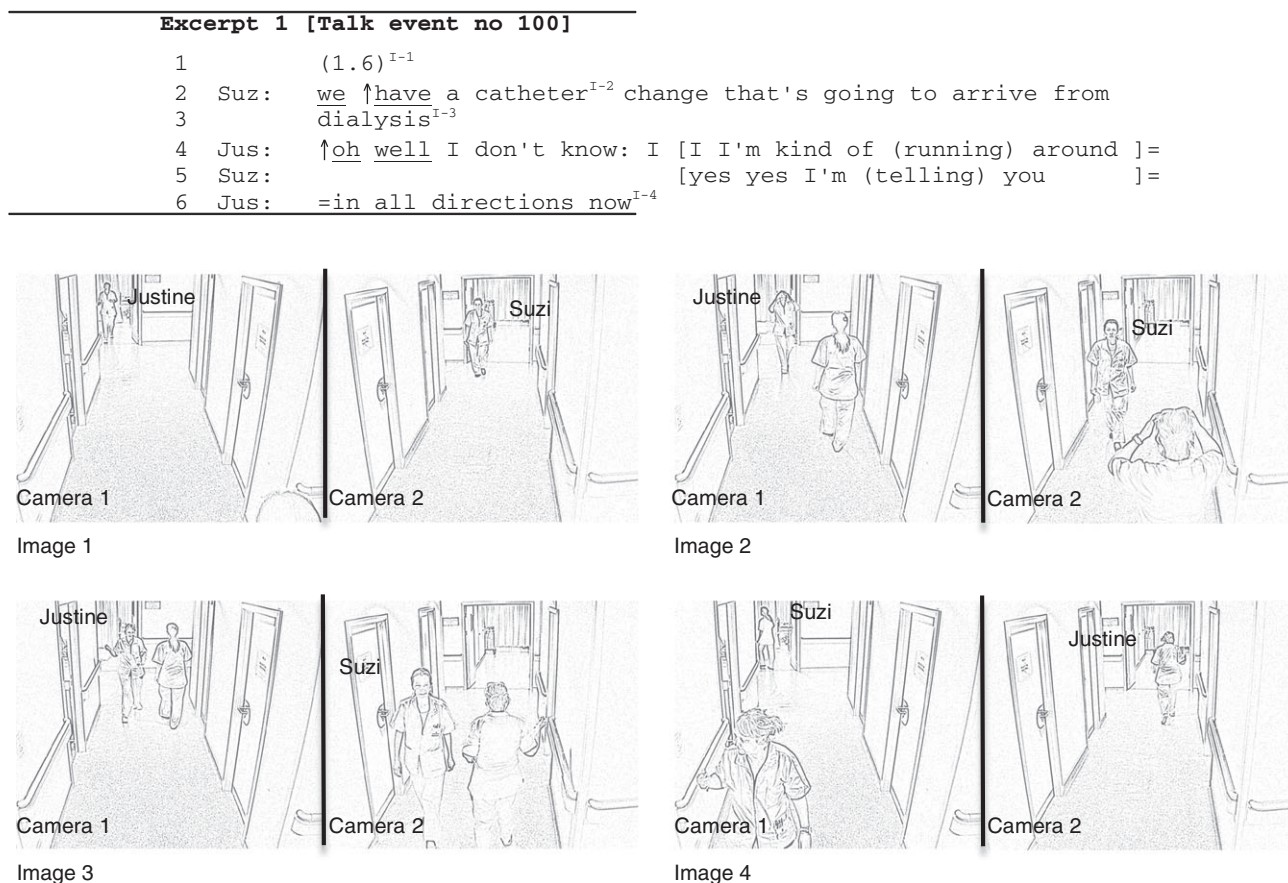 Excerpt 1 [Talk event no 100]
1 (1.6)^I-1
2 Suz: we ↑have a catheter^I-2 change that's going to arrive from
3 dialysis^I-3
4 Jus: ↑oh well I don't know: I [I I'm kind of (running) around ]=
5 Suz: [yes yes I'm (telling) you ]=
6 Jus: =in all directions now^I-4
Justine
Suzi
Camera 1
Camera 2
Image 1
Justine
Suzi
Camera 1
Camera 2
Image 2
Justine
Suzi
Camera 1
Camera 2
Image 3
Suzi
Justine
Camera 1
Camera 2
Image 4